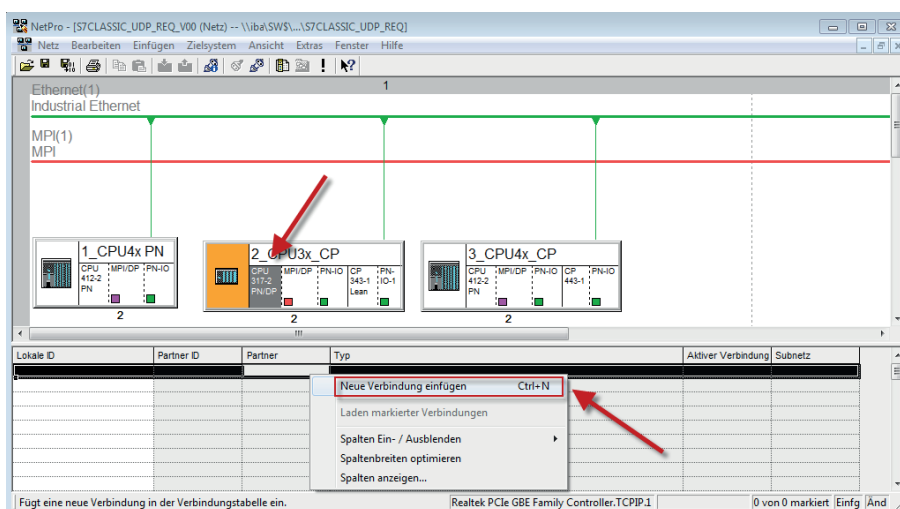 NetPro - [S7CLASSIC_UDP_REQ_V00 (Netz) -- \\iba\SWS\...\S7CLASSIC_UDP_REQ]
Netz Bearbeiten Einfügen Zielsystem Ansicht Extras Fenster Hilfe
1
Ethernet(1)
Industrial Ethernet
MPI(1)
MPI
1_CPU4x PN
CPU 412-2 PN
MPI/DP
PN-IO
2
2_CPU3x_CP
CPU 317-2 PN/DP
MPI/DP
PN-IO
CP 343-1 Lean
PN-IO-1
2
3_CPU4x_CP
CPU 412-2 PN
MPI/DP
PN-IO
CP 443-1
PN-IO
2
Lokale ID Partner ID Partner Typ Aktiver Verbindung Subnetz
Neue Verbindung einfügen Ctrl+N
Laden markierter Verbindungen
Spalten Ein- / Ausblenden
Spaltenbreiten optimieren
Spalten anzeigen...
Fügt eine neue Verbindung in der Verbindungstabelle ein. Realtek PCIe GBE Family Controller.TCPIP.1 0 von 0 markiert Einfg Änd